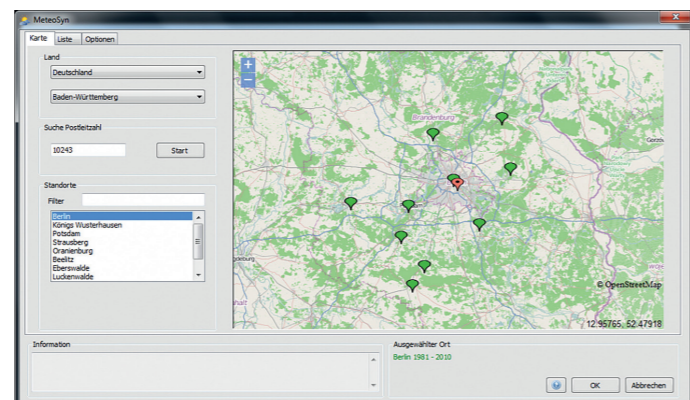 MeteoSyn
Karte Liste Optionen
Land
Deutschland
Baden-Württemberg
Suche Postleitzahl
10243
Start
Standorte
Filter
Berlin
Königs Wusterhausen
Potsdam
Strausberg
Oranienburg
Beelitz
Eberswalde
Luckenwalde
+
−
Brandenburg
© OpenStreetMap
12.95765, 52.47918
Information
Ausgewählter Ort
Berlin 1981 - 2010
OK
Abbrechen